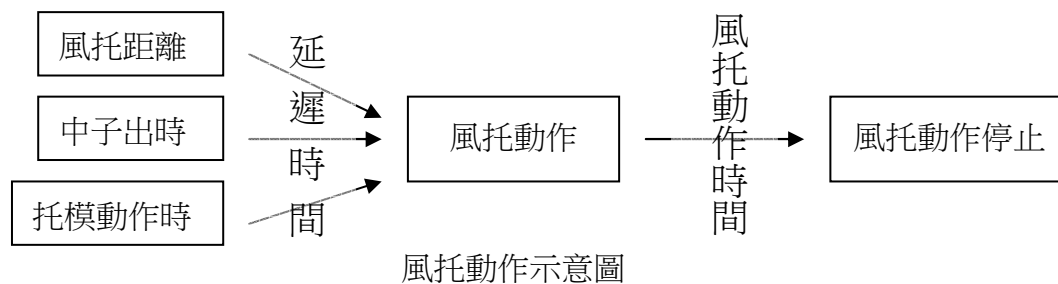 風托距離
中子出時
托模動作時
延遲時間
風托動作
風托動作時間
風托動作停止
風托動作示意圖